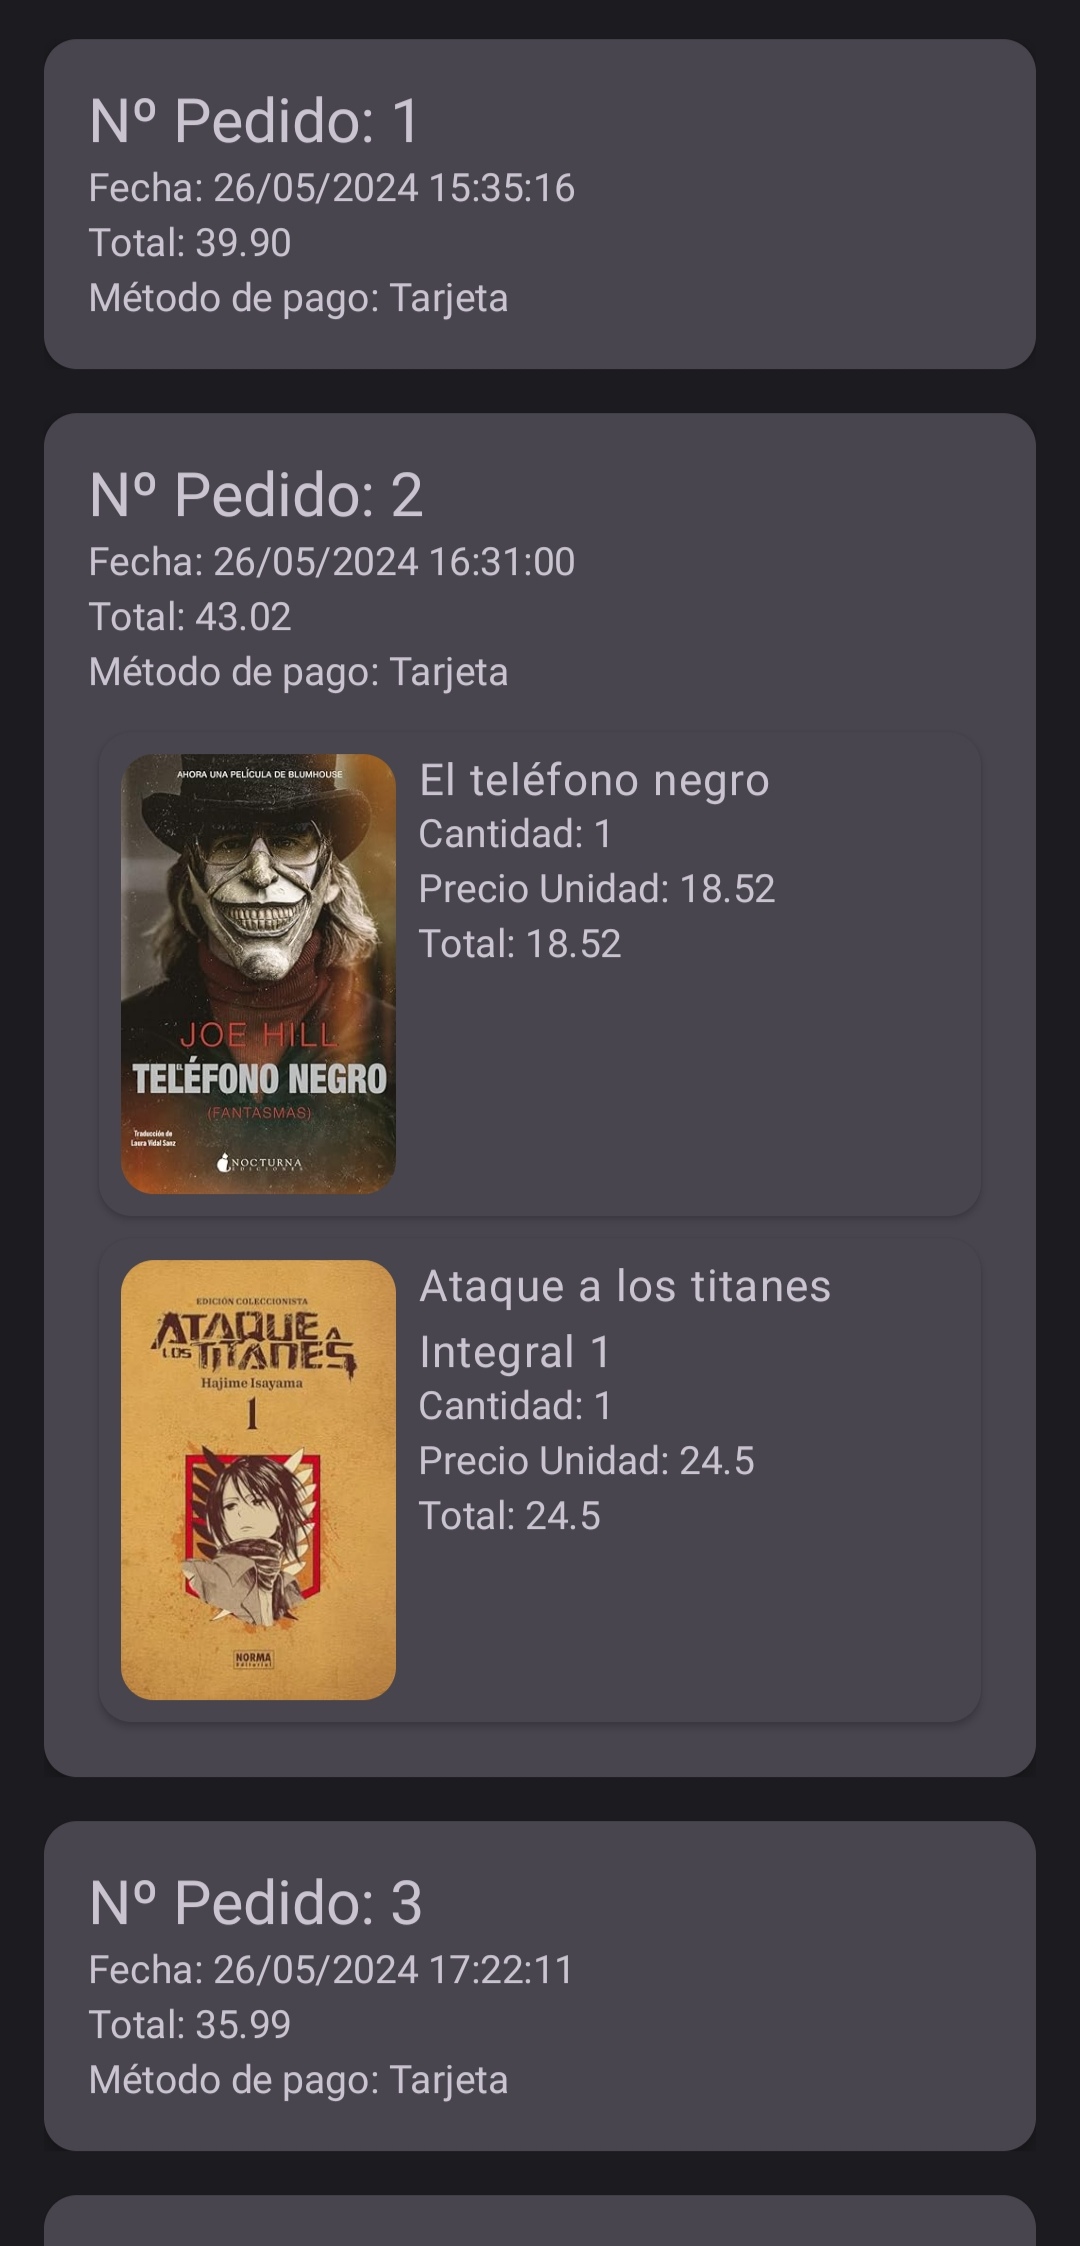 Nº Pedido: 1
Fecha: 26/05/2024 15:35:16
Total: 39.90
Método de pago: Tarjeta
Nº Pedido: 2
Fecha: 26/05/2024 16:31:00
Total: 43.02
Método de pago: Tarjeta
AHORA UNA PELÍCULA DE BLUMHOUSE
JOE HILL
EL
TELÉFONO NEGRO
(FANTASMAS)
Traducción de
Laura Vidal Sanz
NOCTURNA
EDICIONES
El teléfono negro
Cantidad: 1
Precio Unidad: 18.52
Total: 18.52
EDICIÓN COLECCIONISTA
ATAQUE A
LOS TITANES
Hajime Isayama
1
NORMA
Editorial
Ataque a los titanes
Integral 1
Cantidad: 1
Precio Unidad: 24.5
Total: 24.5
Nº Pedido: 3
Fecha: 26/05/2024 17:22:11
Total: 35.99
Método de pago: Tarjeta